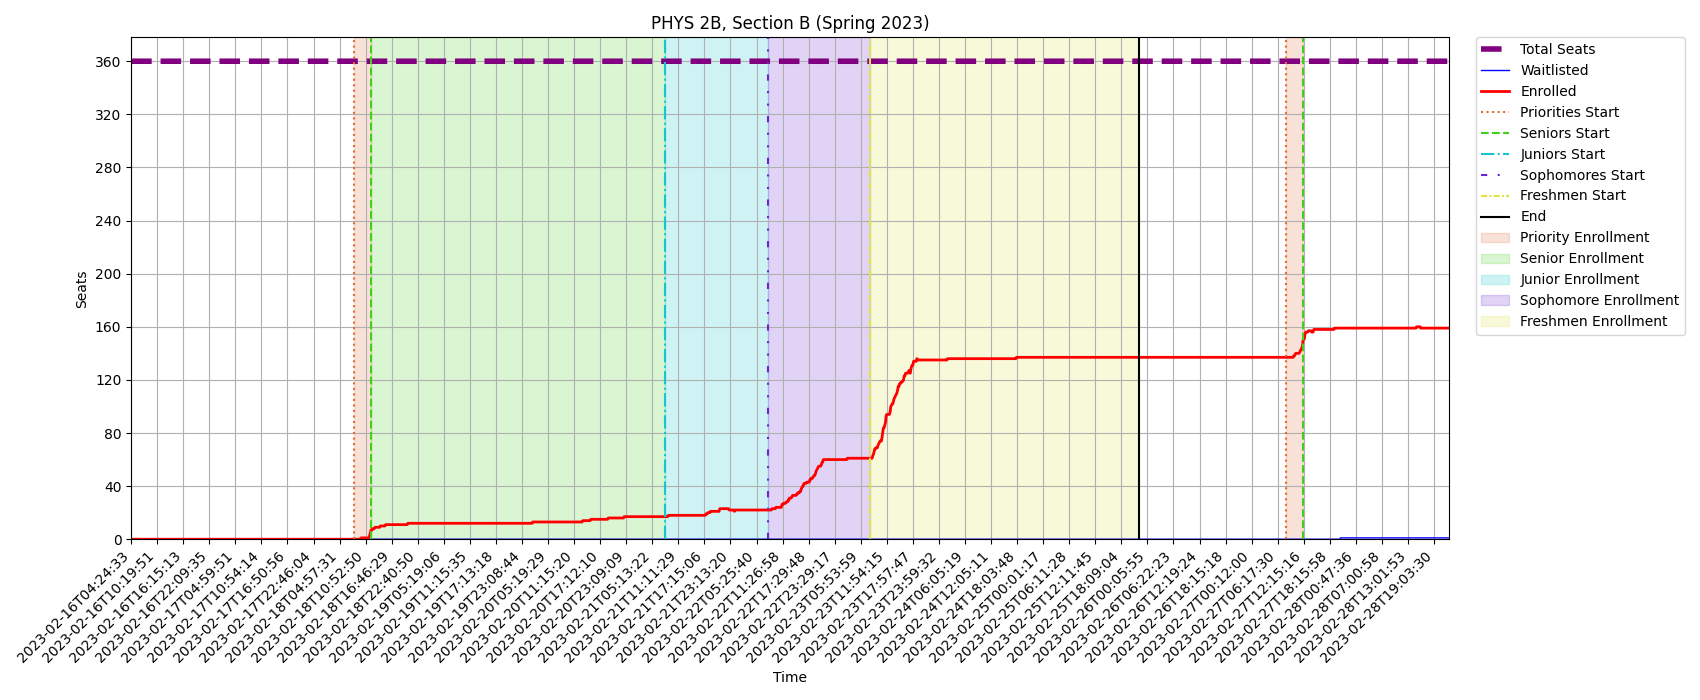 PHYS 2B, Section B (Spring 2023)
Seats
360
320
280
240
200
160
120
80
40
0
2023-02-16T04:24:33
2023-02-16T10:19:51
2023-02-16T16:15:13
2023-02-16T22:09:35
2023-02-17T04:59:51
2023-02-17T10:54:14
2023-02-17T16:50:56
2023-02-17T22:46:04
2023-02-18T04:57:31
2023-02-18T10:52:50
2023-02-18T16:46:29
2023-02-18T22:40:50
2023-02-19T05:19:06
2023-02-19T11:15:35
2023-02-19T17:13:18
2023-02-19T23:08:44
2023-02-20T05:19:29
2023-02-20T11:15:20
2023-02-20T17:12:10
2023-02-20T23:09:09
2023-02-21T05:13:22
2023-02-21T11:11:29
2023-02-21T17:15:06
2023-02-21T23:13:20
2023-02-22T05:25:40
2023-02-22T11:26:58
2023-02-22T17:29:48
2023-02-22T23:29:17
2023-02-23T05:53:59
2023-02-23T11:54:15
2023-02-23T17:57:47
2023-02-23T23:59:32
2023-02-24T06:05:19
2023-02-24T12:05:11
2023-02-24T18:03:48
2023-02-25T00:01:17
2023-02-25T06:11:28
2023-02-25T12:11:45
2023-02-25T18:09:04
2023-02-26T00:05:55
2023-02-26T06:22:23
2023-02-26T12:19:24
2023-02-26T18:15:18
2023-02-27T00:12:00
2023-02-27T06:17:30
2023-02-27T12:15:16
2023-02-27T18:15:58
2023-02-28T00:47:36
2023-02-28T07:00:58
2023-02-28T13:01:53
2023-02-28T19:03:30
Time
Total Seats
Waitlisted
Enrolled
Priorities Start
Seniors Start
Juniors Start
Sophomores Start
Freshmen Start
End
Priority Enrollment
Senior Enrollment
Junior Enrollment
Sophomore Enrollment
Freshmen Enrollment